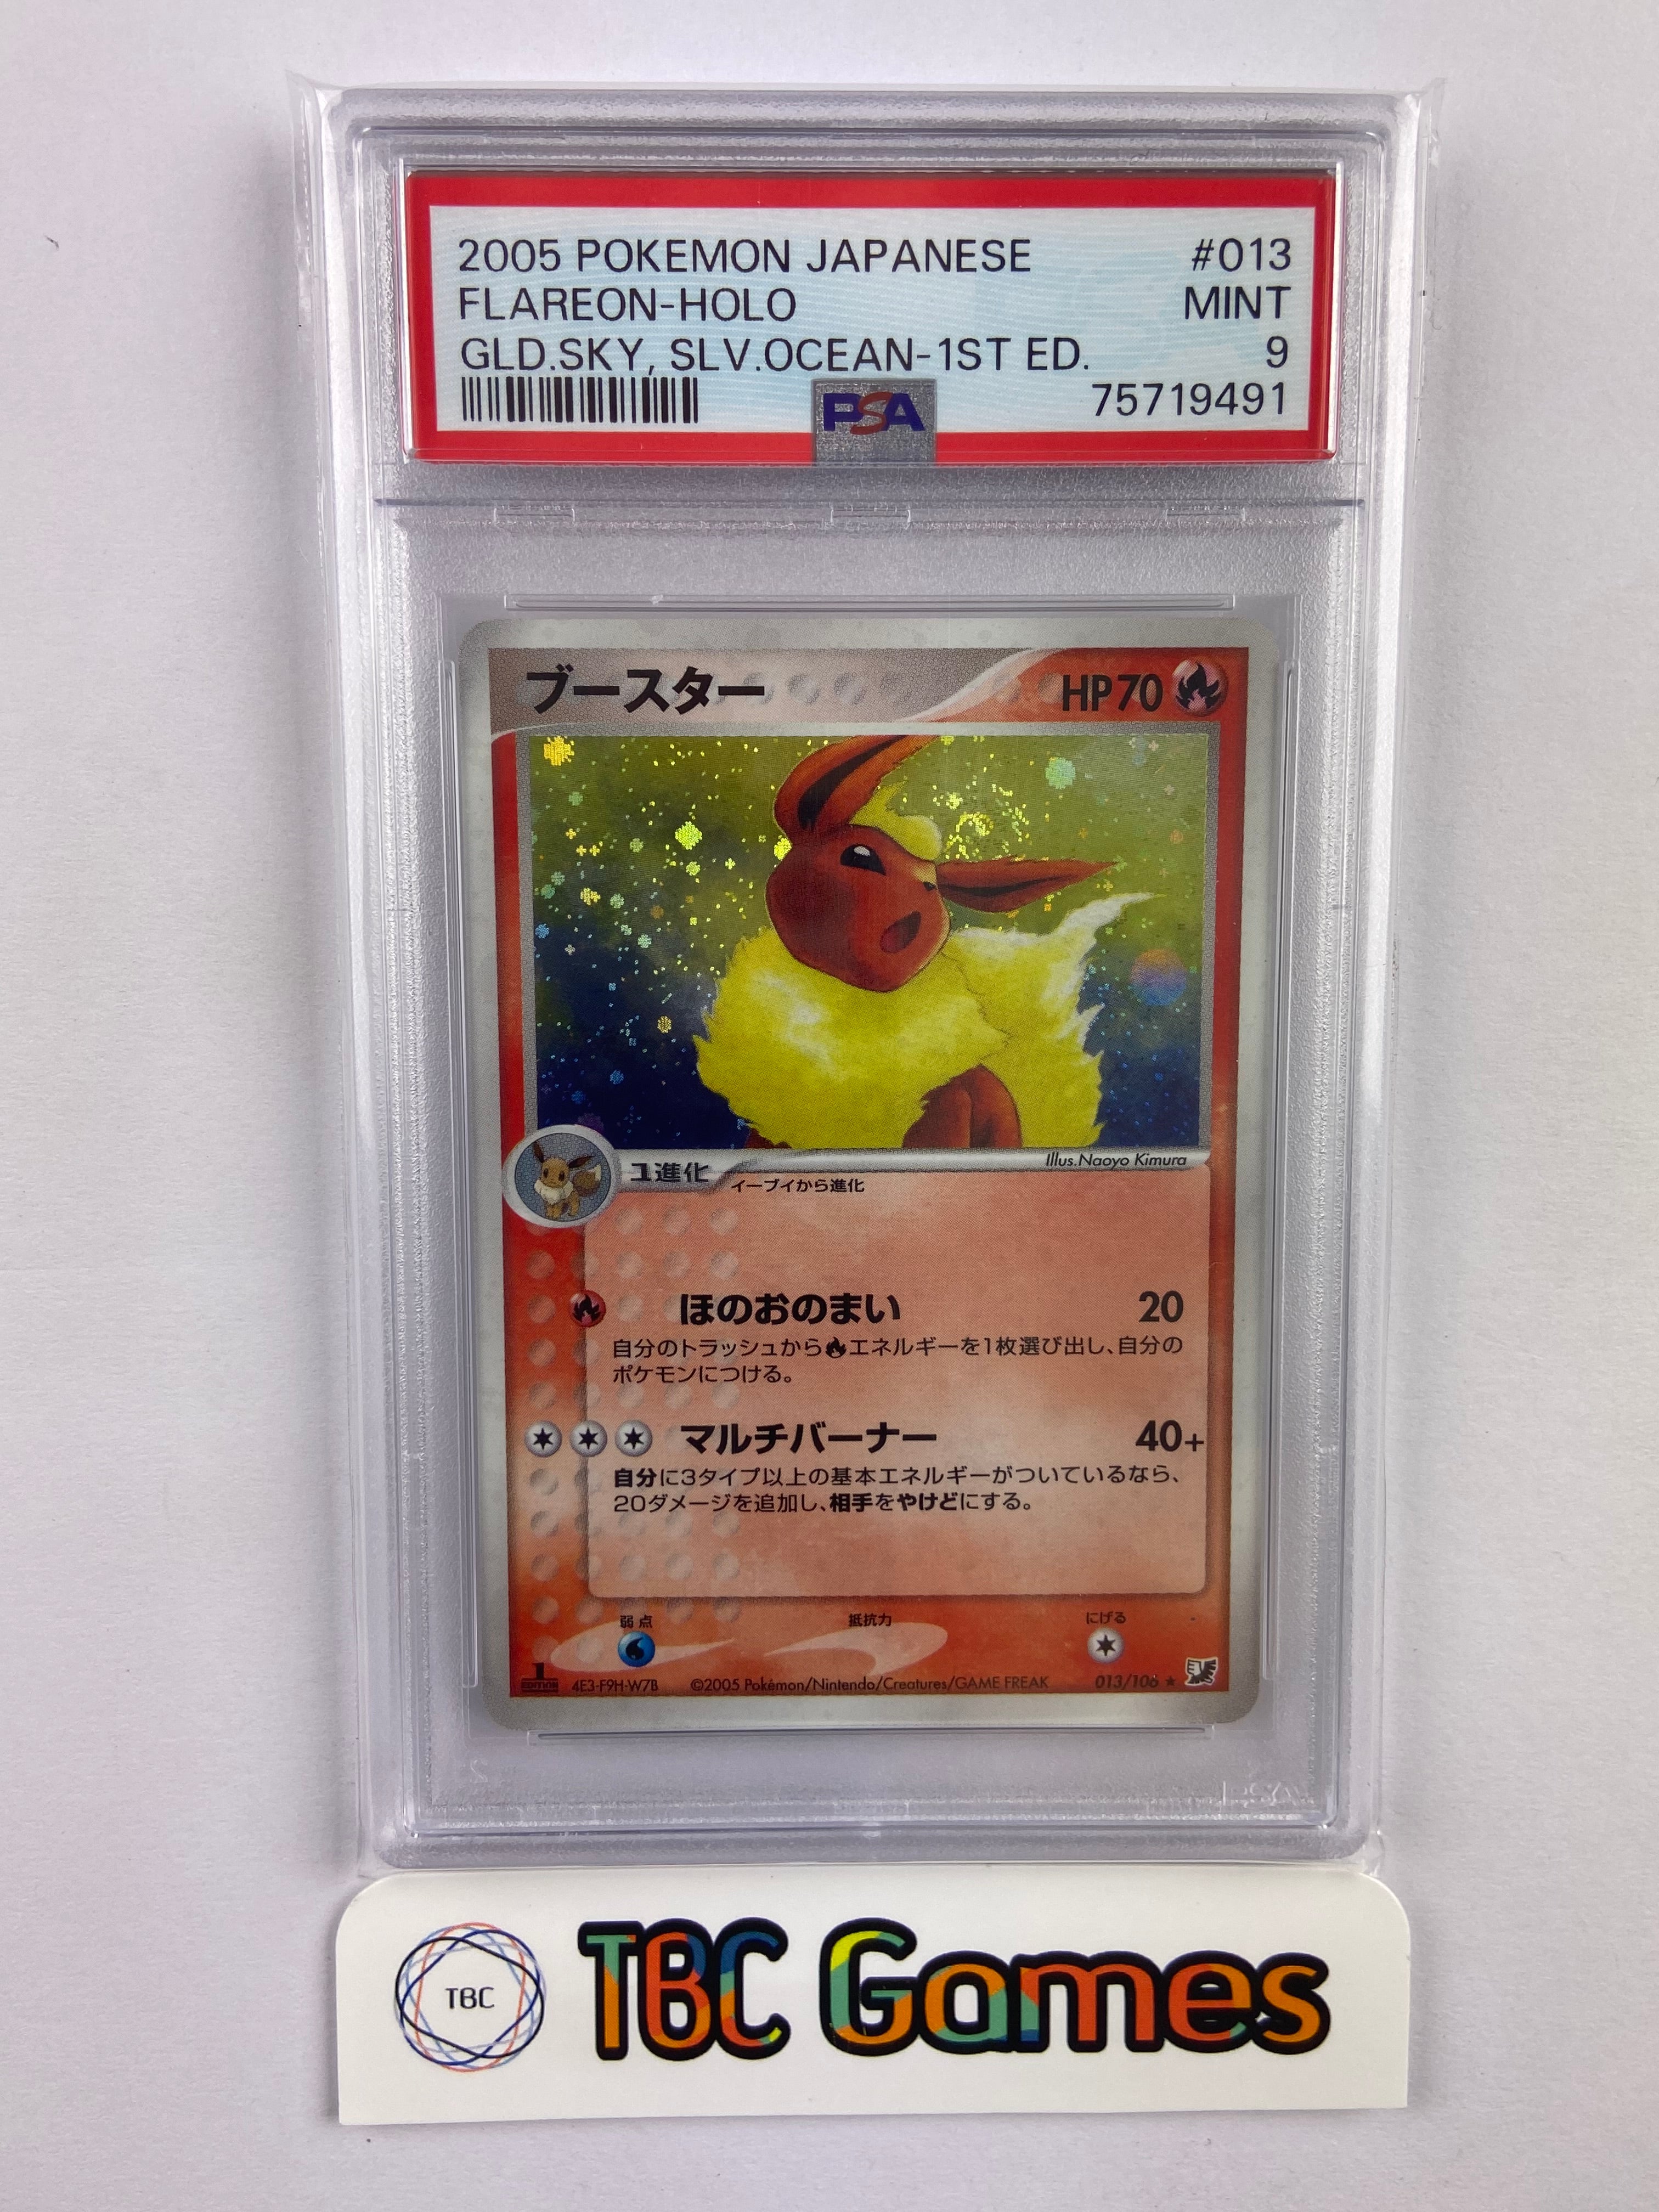 2005 POKEMON JAPANESE #013
FLAREON-HOLO MINT
GLD.SKY, SLV.OCEAN-1ST ED. 9
PSA 75719491
ブースター HP70
Illus.Naoyo Kimura
1進化 イーブイから進化
ほのおのまい 20
自分のトラッシュからエネルギーを1枚選び出し、自分の
ポケモンにつける。
マルチバーナー 40+
自分に3タイプ以上の基本エネルギーがついているなら、
20ダメージを追加し、相手をやけどにする。
弱点 抵抗力 にげる
1 EDITION 4E3-F9H-W7B ©2005 Pokémon/Nintendo/Creatures/GAME FREAK 013/106 ★
TBC TBC Games